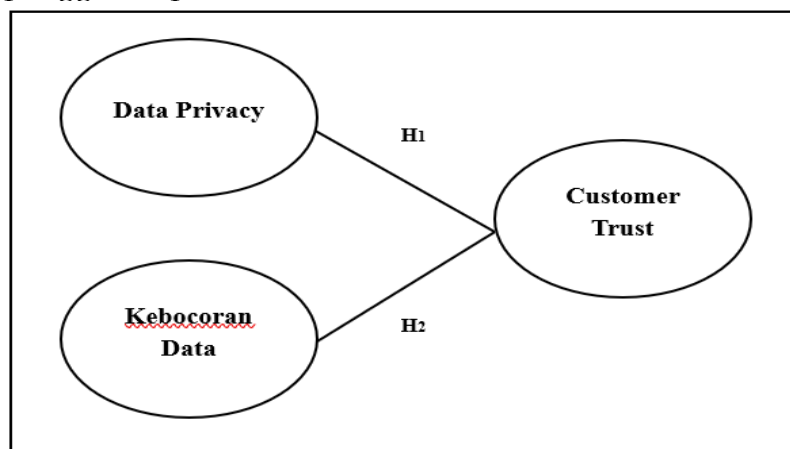 Data Privacy
H1
Customer
Trust
Kebocoran
Data
H2